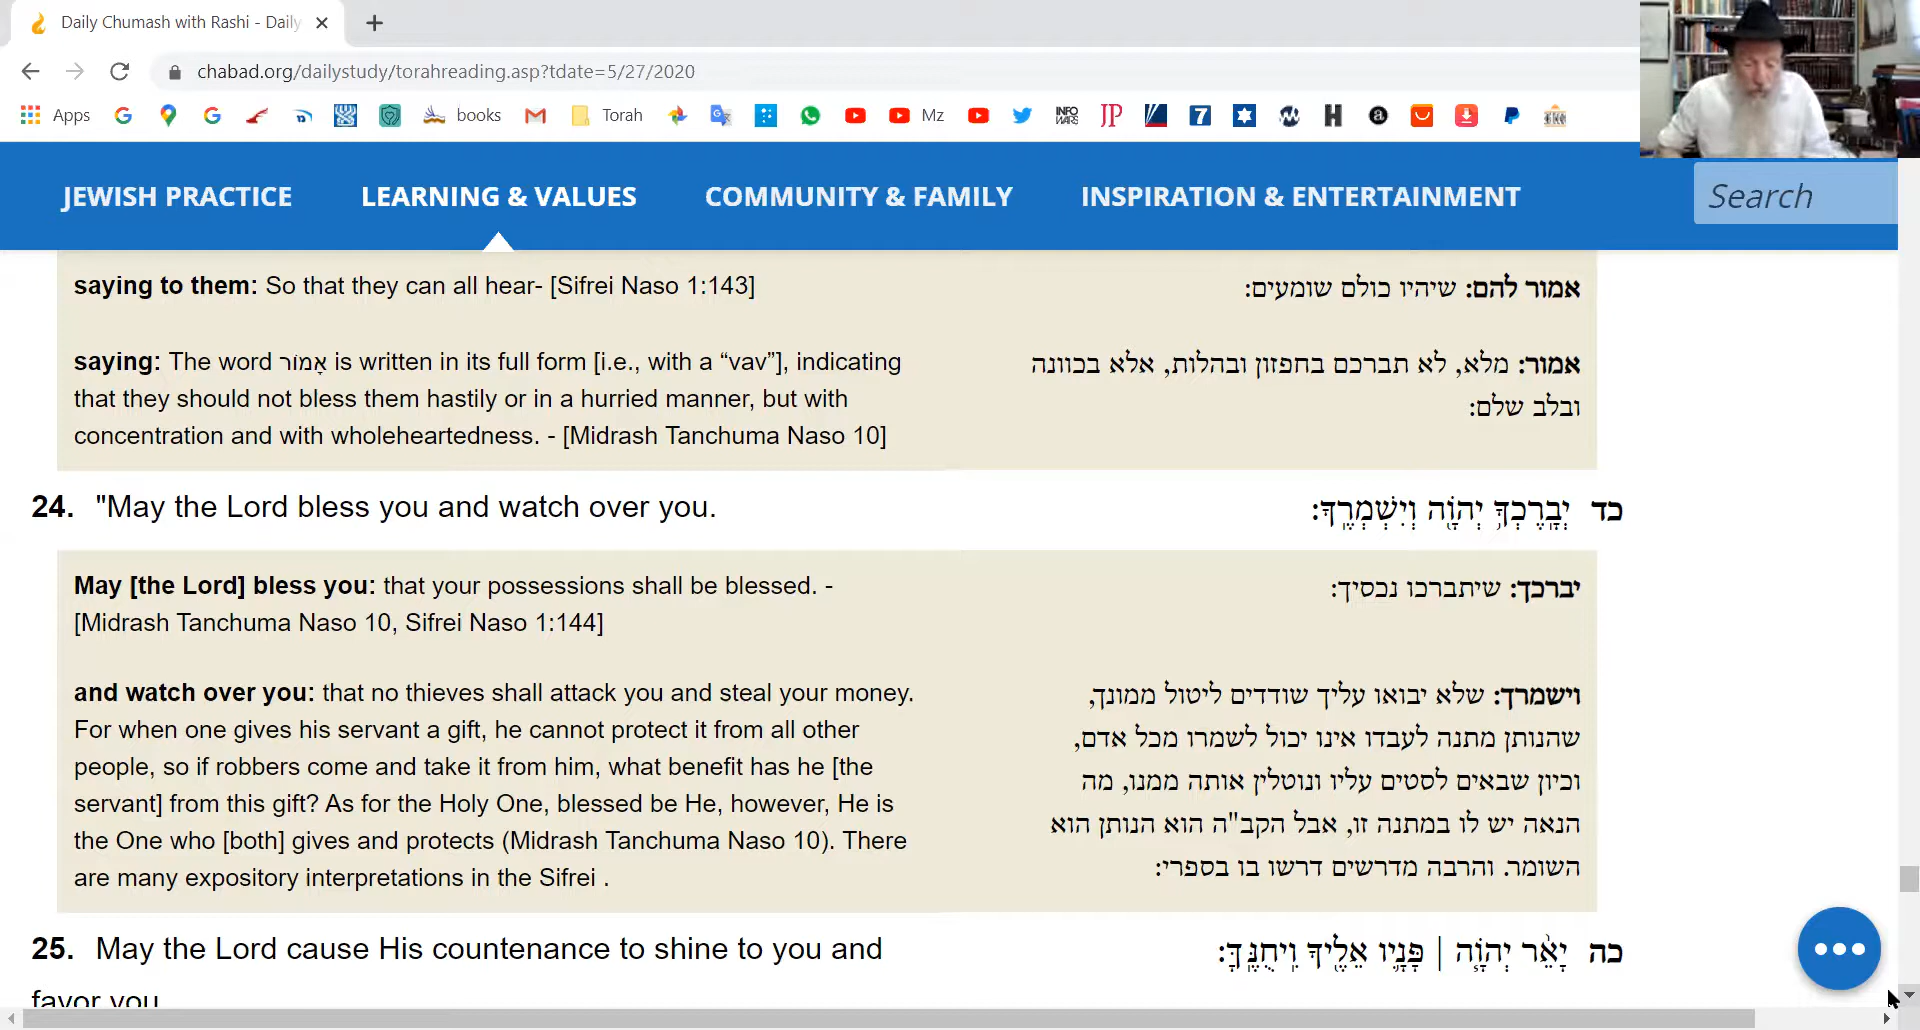 Daily Chumash with Rashi - Daily
chabad.org/dailystudy/torahreading.asp?tdate=5/27/2020
Apps books Torah Mz INFO WARS JP 7 H a
JEWISH PRACTICE LEARNING & VALUES COMMUNITY & FAMILY INSPIRATION & ENTERTAINMENT Search
saying to them: So that they can all hear- [Sifrei Naso 1:143]
אמור להם: שיהיו כולם שומעים:
saying: The word אָמוֹר is written in its full form [i.e., with a “vav”], indicating
that they should not bless them hastily or in a hurried manner, but with
concentration and with wholeheartedness. - [Midrash Tanchuma Naso 10]
אמור: מלא, לא תברכם בחפזון ובהלות, אלא בכוונה
ובלב שלם:
24. "May the Lord bless you and watch over you.
כד יְבָֽרֶכְךָ֥ יְהֹוָ֖ה וְיִשְׁמְרֶֽךָ:
May [the Lord] bless you: that your possessions shall be blessed. -
[Midrash Tanchuma Naso 10, Sifrei Naso 1:144]
יברכך: שיתברכו נכסיך:
and watch over you: that no thieves shall attack you and steal your money.
For when one gives his servant a gift, he cannot protect it from all other
people, so if robbers come and take it from him, what benefit has he [the
servant] from this gift? As for the Holy One, blessed be He, however, He is
the One who [both] gives and protects (Midrash Tanchuma Naso 10). There
are many expository interpretations in the Sifrei .
וישמרך: שלא יבואו עליך שודדים ליטול ממונך,
שהנותן מתנה לעבדו אינו יכול לשמרו מכל אדם,
וכיון שבאים לסטים עליו ונוטלין אותה ממנו, מה
הנאה יש לו במתנה זו, אבל הקב"ה הוא הנותן הוא
השומר. והרבה מדרשים דרשו בו בספרי:
25. May the Lord cause His countenance to shine to you and
favor you
כה יָאֵ֨ר יְהֹוָ֧ה | פָּנָ֛יו אֵלֶ֖יךָ וִֽיחֻנֶּֽךָּ: